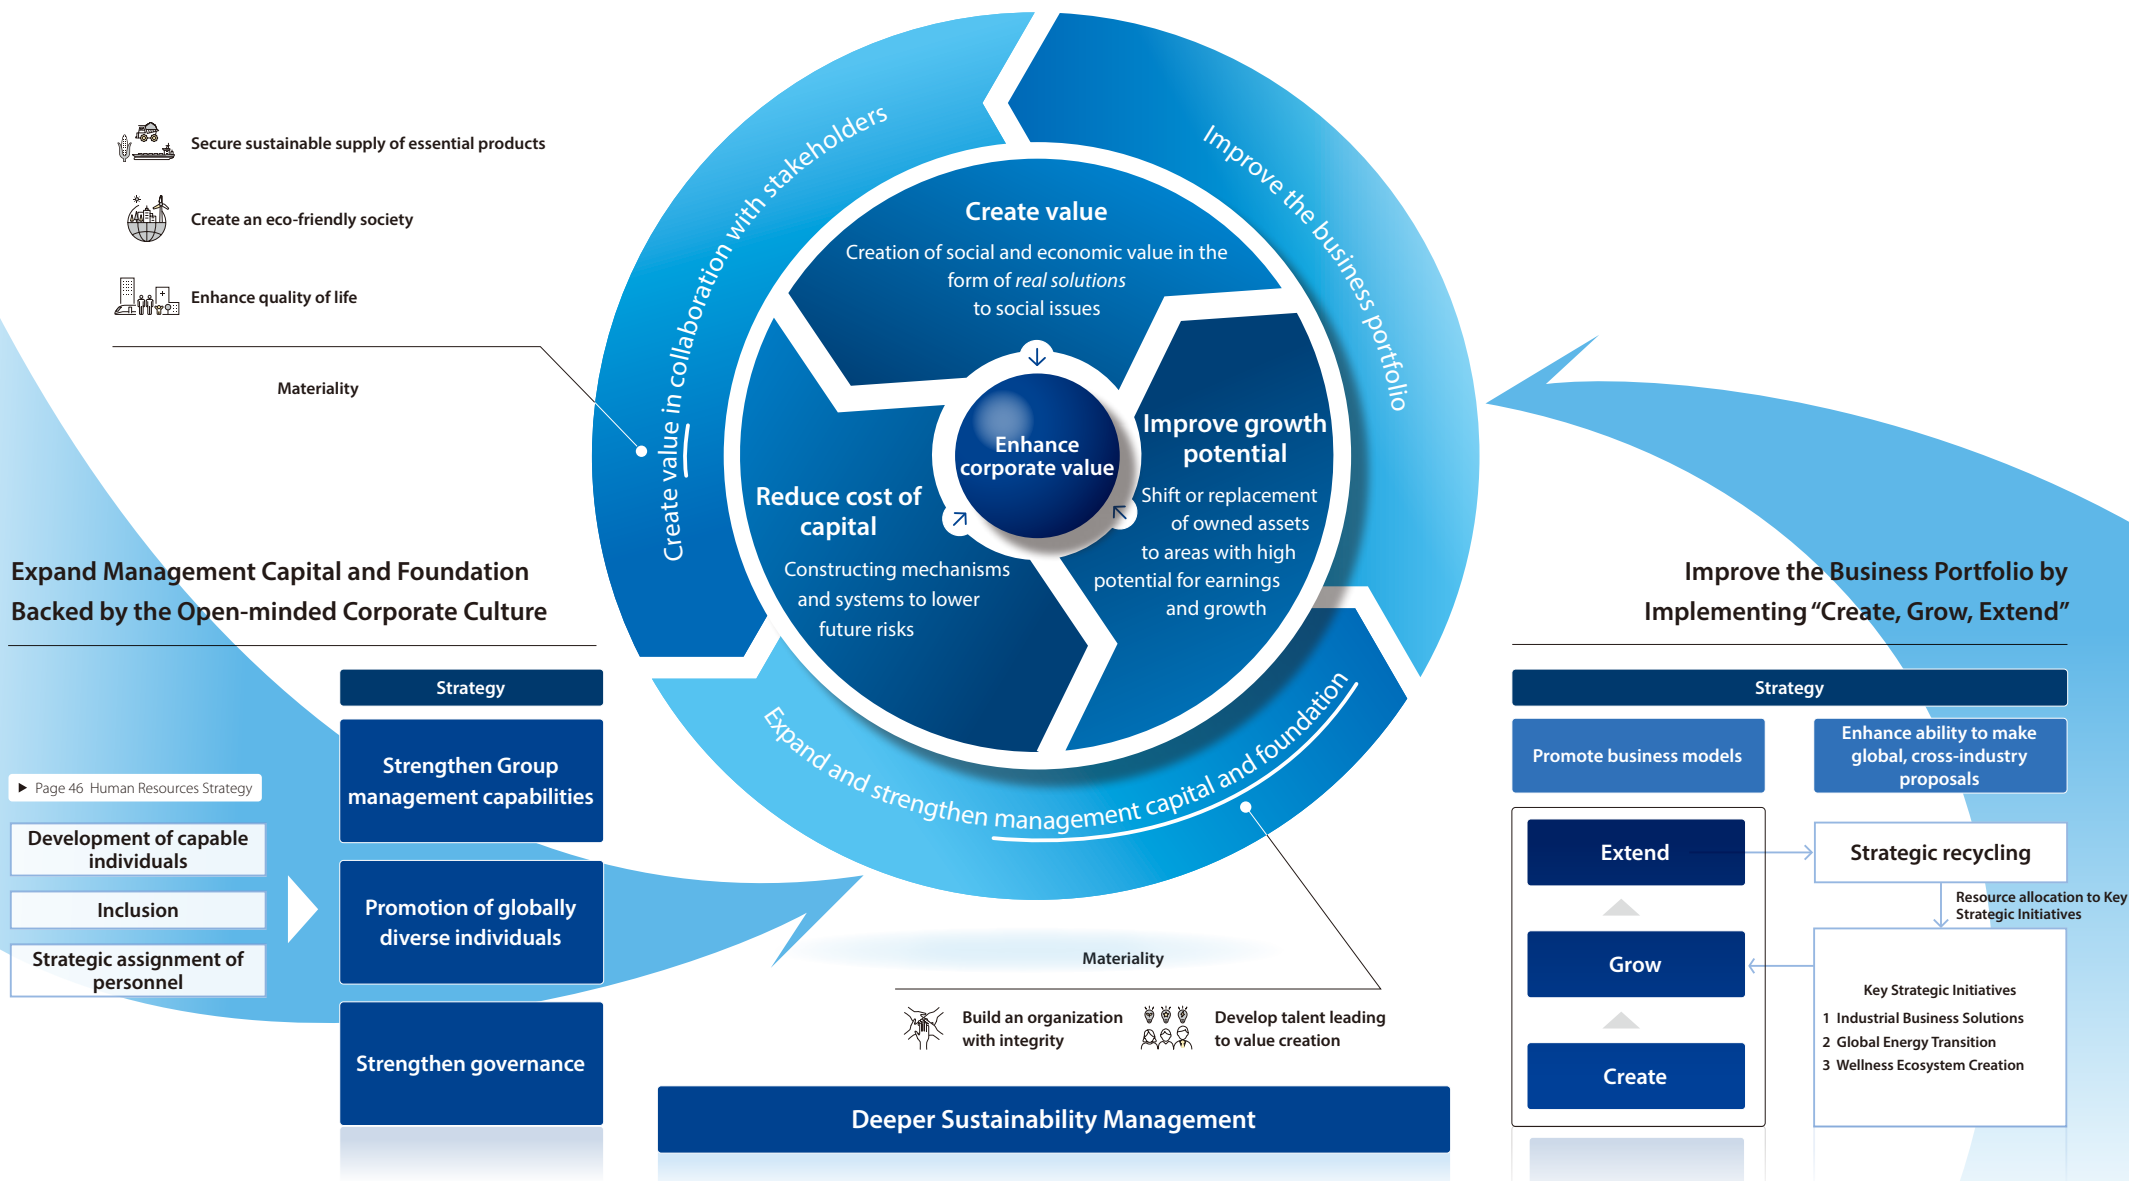 Secure sustainable supply of essential products
Create an eco-friendly society
Enhance quality of life
Materiality
Create value in collaboration with stakeholders
Improve the business portfolio
Expand and strengthen management capital and foundation
Create value
Creation of social and economic value in the
form of real solutions
to social issues
Enhance
corporate value
Improve growth
potential
Shift or replacement
of owned assets
to areas with high
potential for earnings
and growth
Reduce cost of
capital
Constructing mechanisms
and systems to lower
future risks
Expand Management Capital and Foundation
Backed by the Open-minded Corporate Culture
Strategy
Strengthen Group
management capabilities
Promotion of globally
diverse individuals
Strengthen governance
▶ Page 46 Human Resources Strategy
Development of capable
individuals
Inclusion
Strategic assignment of
personnel
Materiality
Build an organization
with integrity
Develop talent leading
to value creation
Deeper Sustainability Management
Improve the Business Portfolio by
Implementing “Create, Grow, Extend”
Strategy
Promote business models
Enhance ability to make
global, cross-industry
proposals
Extend
Grow
Create
Strategic recycling
Resource allocation to Key
Strategic Initiatives
Key Strategic Initiatives
1 Industrial Business Solutions
2 Global Energy Transition
3 Wellness Ecosystem Creation